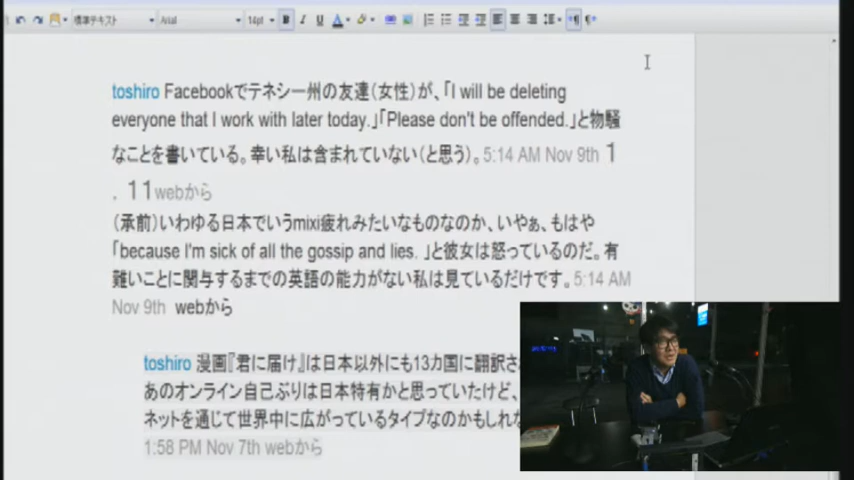 標準テキスト Arial 14pt B I U A
toshiro Facebookでテネシー州の友達（女性）が、「I will be deleting
everyone that I work with later today.」「Please don't be offended.」と物騒
なことを書いている。幸い私は含まれていない（と思う）。5:14 AM Nov 9th 1
. 11webから
（承前）いわゆる日本でいうmixi疲れみたいなものなのか、いやぁ、もはや
「because I'm sick of all the gossip and lies. 」と彼女は怒っているのだ。有
難いことに関与するまでの英語の能力がない私は見ているだけです。5:14 AM
Nov 9th webから
toshiro 漫画『君に届け』は日本以外にも13カ国に翻訳さ
あのオンライン自己ぶりは日本特有かと思っていたけど、
ネットを通じて世界中に広がっているタイプなのかもしれな
1:58 PM Nov 7th webから